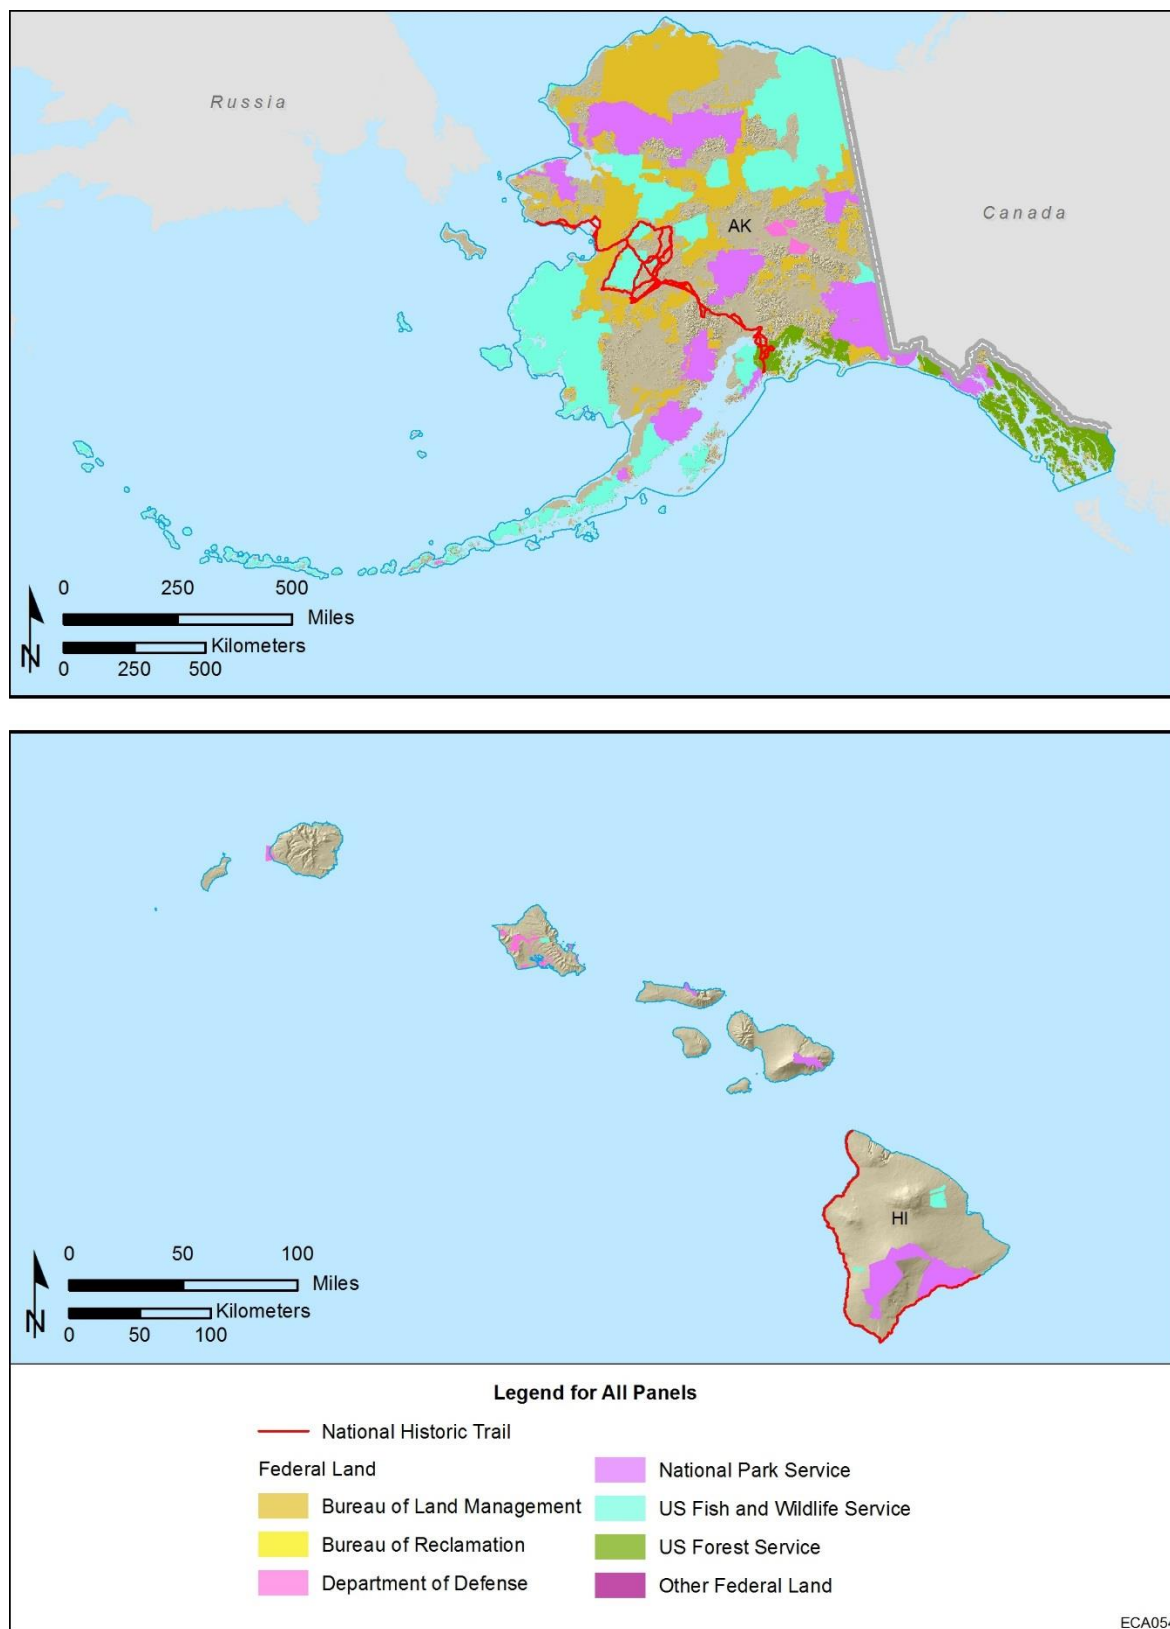 Russia
Canada
AK
0 250 500
Miles
Kilometers
0 250 500
N
HI
0 50 100
Miles
Kilometers
0 50 100
N
Legend for All Panels
National Historic Trail
Federal Land
National Park Service
Bureau of Land Management
US Fish and Wildlife Service
Bureau of Reclamation
US Forest Service
Department of Defense
Other Federal Land
ECA054